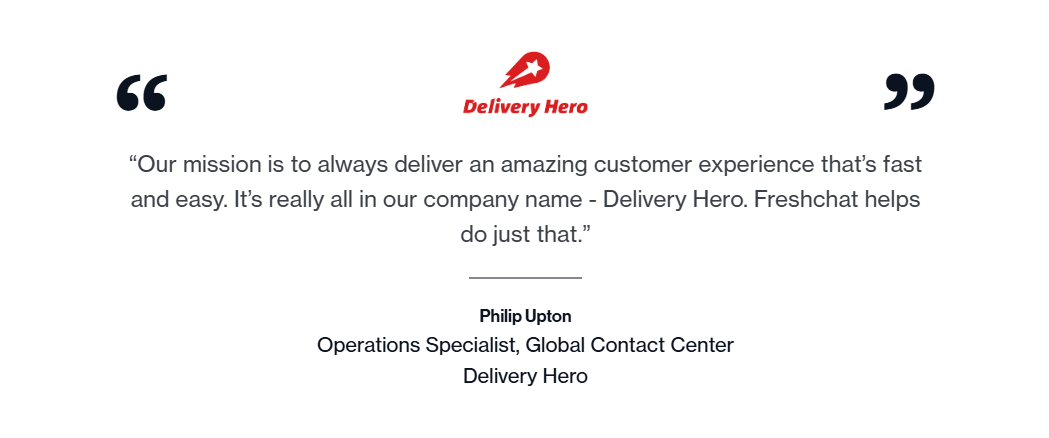 “ ”
Delivery Hero
“Our mission is to always deliver an amazing customer experience that’s fast
and easy. It’s really all in our company name - Delivery Hero. Freshchat helps
do just that.”
Philip Upton
Operations Specialist, Global Contact Center
Delivery Hero